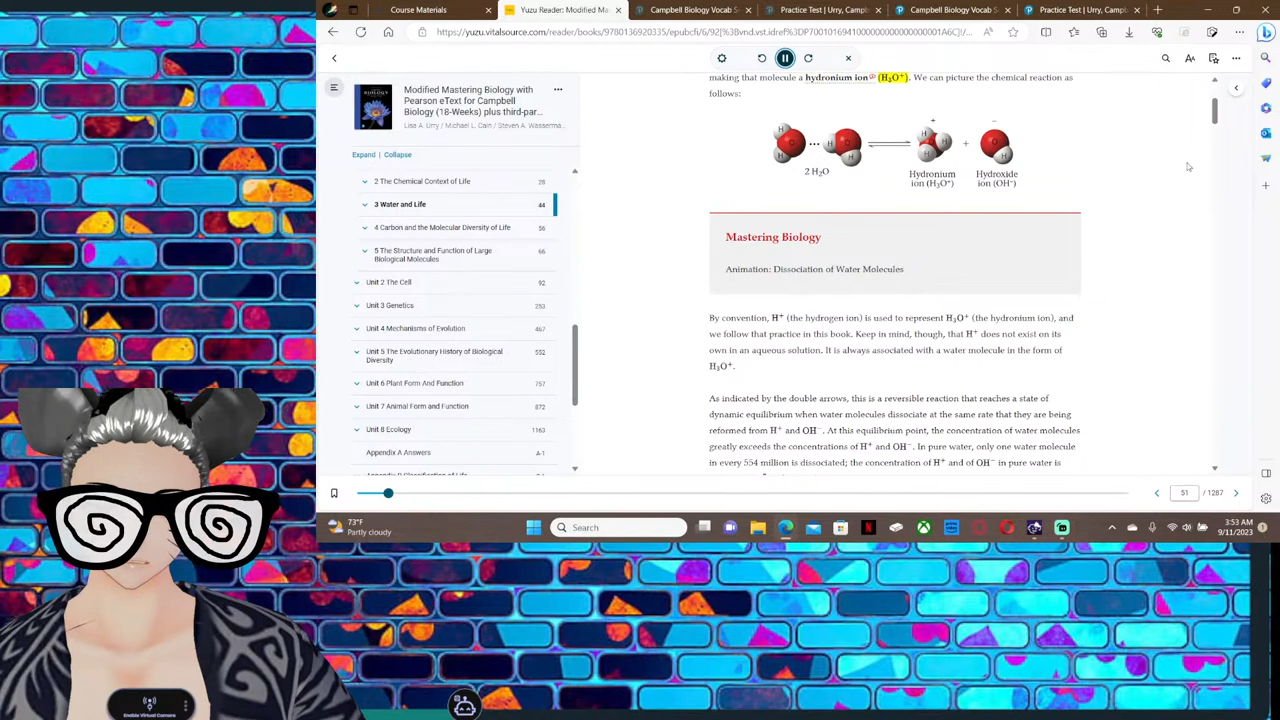 Course Materials
Yuzu Reader: Modified Ma
Campbell Biology Test Prep S
Practice Test | Urry, Campb
Campbell Biology
Practice Test | Urry, Campb
https://yuzu.vitalsource.com/reader/books/9780136920335/epubcfi/6/92[%3Bvnd.vst.idref%3DP7001016941000000000000000001A6C]!/...
Modified Mastering Biology with
Pearson eText for Campbell
Biology (18-Weeks) plus third-par...
Lisa A. Urry / Michael L. Cain / Steven A. Wasserma...
Expand | Collapse
2 The Chemical Context of Life 28
3 Water and Life 44
4 Carbon and the Molecular Diversity of Life 56
5 The Structure and Function of Large
Biological Molecules 66
Unit 2 The Cell 92
Unit 3 Genetics 253
Unit 4 Mechanisms of Evolution 467
Unit 5 The Evolutionary History of Biological
Diversity 552
Unit 6 Plant Form And Function 757
Unit 7 Animal Form and Function 872
Unit 8 Ecology 1163
Appendix A Answers A-1
making that molecule a hydronium ion (H₃O⁺). We can picture the chemical reaction as
follows:
+ −
H H H H H H H O H
2 H₂O
+
Hydronium
ion (H₃O⁺)
Hydroxide
ion (OH⁻)
Mastering Biology
Animation: Dissociation of Water Molecules
By convention, H⁺ (the hydrogen ion) is used to represent H₃O⁺ (the hydronium ion), and
we follow that practice in this book. Keep in mind, though, that H⁺ does not exist on its
own in an aqueous solution. It is always associated with a water molecule in the form of
H₃O⁺.
As indicated by the double arrows, this is a reversible reaction that reaches a state of
dynamic equilibrium when water molecules dissociate at the same rate that they are being
reformed from H⁺ and OH⁻. At this equilibrium point, the concentration of water molecules
greatly exceeds the concentrations of H⁺ and OH⁻. In pure water, only one water molecule
in every 554 million is dissociated; the concentration of H⁺ and of OH⁻ in pure water is
51 / 1287
73°F
Partly cloudy
Search
3:53 AM
9/11/2023
Enable Virtual Camera